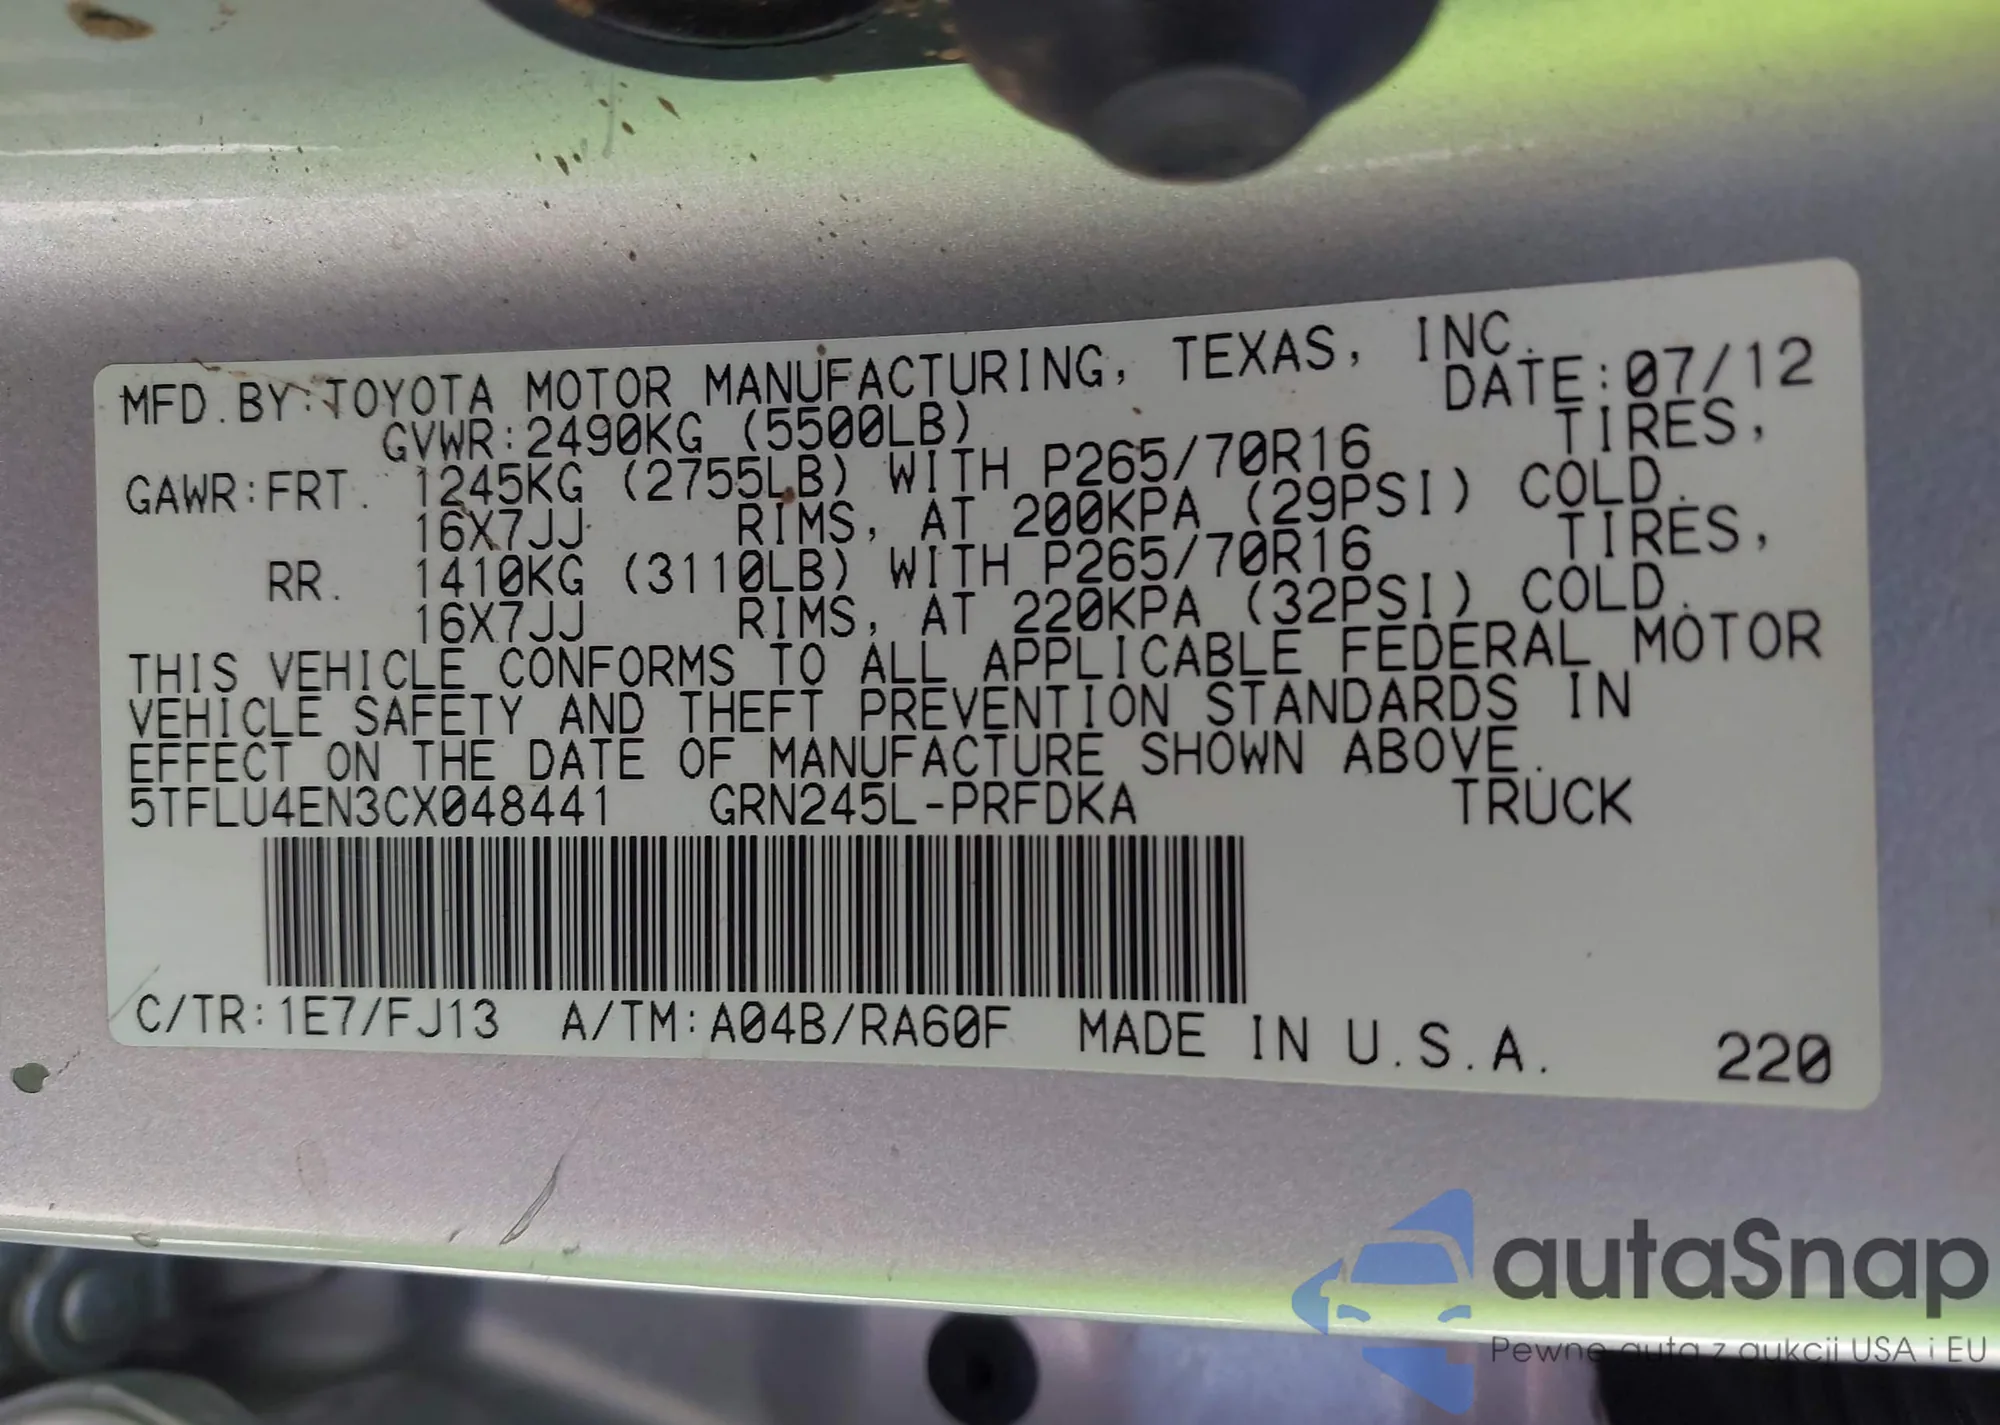 MFD.BY:TOYOTA MOTOR MANUFACTURING, TEXAS, INC.
GVWR:2490KG (5500LB) DATE:07/12
GAWR:FRT. 1245KG (2755LB) WITH P265/70R16 TIRES,
16X7JJ RIMS, AT 200KPA (29PSI) COLD.
RR. 1410KG (3110LB) WITH P265/70R16 TIRES,
16X7JJ RIMS, AT 220KPA (32PSI) COLD.
THIS VEHICLE CONFORMS TO ALL APPLICABLE FEDERAL MOTOR
VEHICLE SAFETY AND THEFT PREVENTION STANDARDS IN
EFFECT ON THE DATE OF MANUFACTURE SHOWN ABOVE.
5TFLU4EN3CX048441 GRN245L-PRFDKA TRUCK
C/TR:1E7/FJ13 A/TM:A04B/RA60F MADE IN U.S.A. 220
autaSnap
Pewne auta z aukcji USA i EU